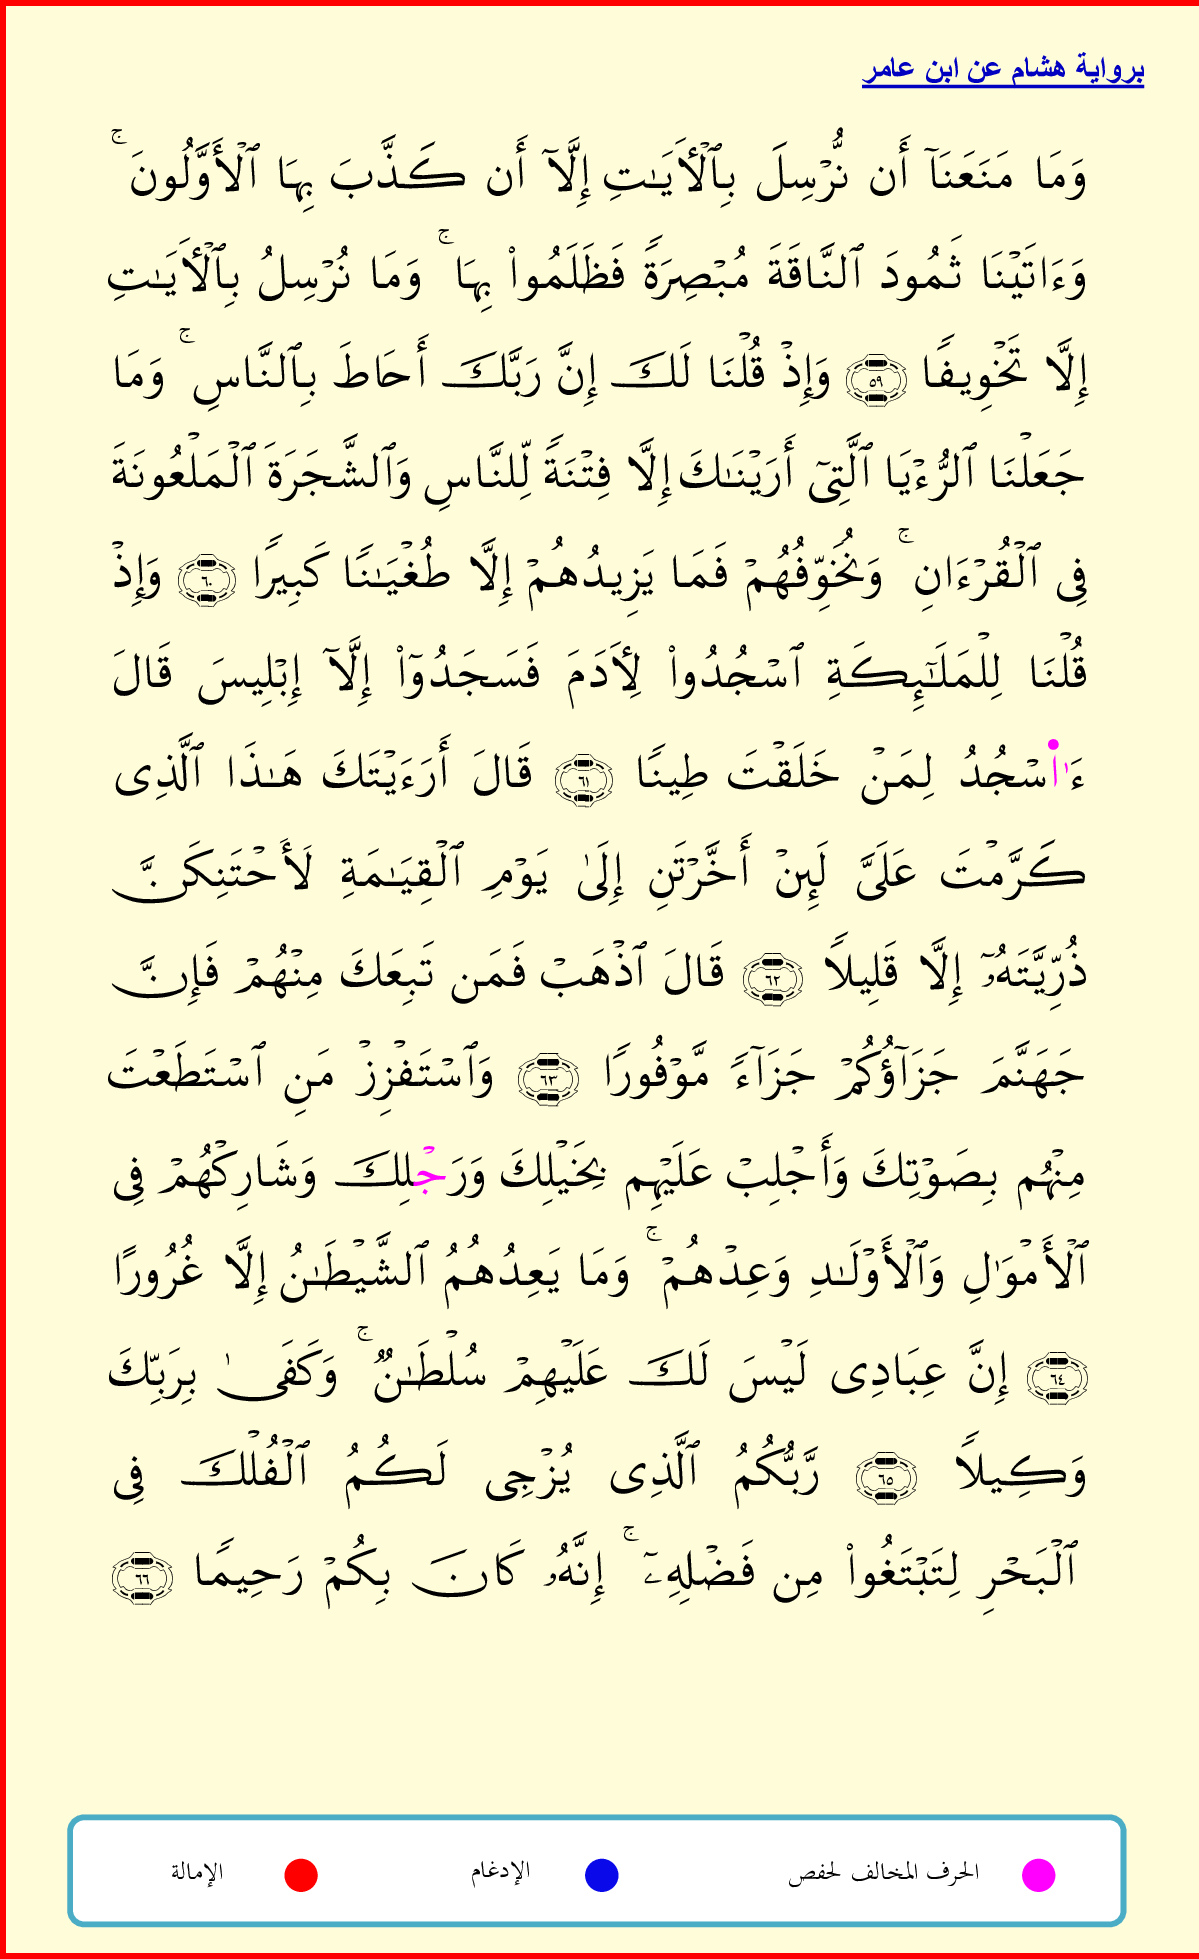 برواية هشام عن ابن عامر
وَمَا مَنَعَنَآ أَن نُّرْسِلَ بِٱلْأَيَـٰتِ إِلَّآ أَن كَذَّبَ بِهَا ٱلْأَوَّلُونَ ۚ
وَءَاتَيْنَا ثَمُودَ ٱلنَّاقَةَ مُبْصِرَةً فَظَلَمُوا۟ بِهَا ۚ وَمَا نُرْسِلُ بِٱلْأَيَـٰتِ
إِلَّا تَخْوِيفًا ٥٩ وَإِذْ قُلْنَا لَكَ إِنَّ رَبَّكَ أَحَاطَ بِٱلنَّاسِ ۚ وَمَا
جَعَلْنَا ٱلرُّءْيَا ٱلَّتِىٓ أَرَيْنَـٰكَ إِلَّا فِتْنَةً لِّلنَّاسِ وَٱلشَّجَرَةَ ٱلْمَلْعُونَةَ
فِى ٱلْقُرْءَانِ ۚ وَنُخَوِّفُهُمْ فَمَا يَزِيدُهُمْ إِلَّا طُغْيَـٰنًا كَبِيرًا ٦٠ وَإِذْ
قُلْنَا لِلْمَلَـٰٓئِكَةِ ٱسْجُدُوا۟ لِأَدَمَ فَسَجَدُوٓا۟ إِلَّآ إِبْلِيسَ قَالَ
ءَا۬سْجُدُ لِمَنْ خَلَقْتَ طِينًا ٦١ قَالَ أَرَءَيْتَكَ هَـٰذَا ٱلَّذِى
كَرَّمْتَ عَلَىَّ لَئِنْ أَخَّرْتَنِ إِلَىٰ يَوْمِ ٱلْقِيَـٰمَةِ لَأَحْتَنِكَنَّ
ذُرِّيَّتَهُۥٓ إِلَّا قَلِيلاً ٦٢ قَالَ ٱذْهَبْ فَمَن تَبِعَكَ مِنْهُمْ فَإِنَّ
جَهَنَّمَ جَزَآؤُكُمْ جَزَآءً مَّوْفُورًا ٦٣ وَٱسْتَفْزِزْ مَنِ ٱسْتَطَعْتَ
مِنْهُم بِصَوْتِكَ وَأَجْلِبْ عَلَيْهِم بِخَيْلِكَ وَرَجْلِكَ وَشَارِكْهُمْ فِى
ٱلْأَمْوَٰلِ وَٱلْأَوْلَـٰدِ وَعِدْهُمْ ۚ وَمَا يَعِدُهُمُ ٱلشَّيْطَـٰنُ إِلَّا غُرُورًا
٦٤ إِنَّ عِبَادِى لَيْسَ لَكَ عَلَيْهِمْ سُلْطَـٰنٌ ۚ وَكَفَىٰ بِرَبِّكَ
وَكِيلاً ٦٥ رَّبُّكُمُ ٱلَّذِى يُزْجِى لَكُمُ ٱلْفُلْكَ فِى
ٱلْبَحْرِ لِتَبْتَغُوا۟ مِن فَضْلِهِۦٓ ۚ إِنَّهُۥ كَانَ بِكُمْ رَحِيمًا ٦٦
الحرف المخالف لحفص الإدغام الإمالة